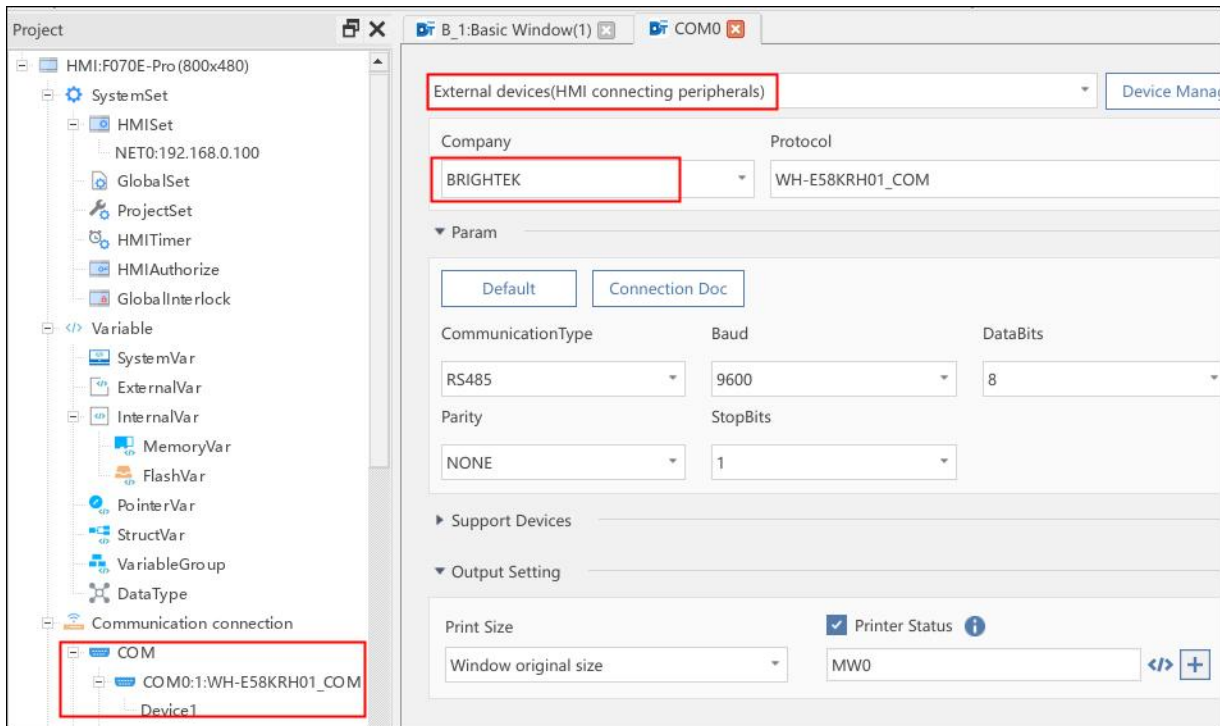 Project
HMI:F070E-Pro(800x480)
SystemSet
HMISet
NET0:192.168.0.100
GlobalSet
ProjectSet
HMITimer
HMIAuthorize
GlobalInterlock
Variable
SystemVar
ExternalVar
InternalVar
MemoryVar
FlashVar
PointerVar
StructVar
VariableGroup
DataType
Communication connection
COM
COM0:1:WH-E58KRH01_COM
Device1
B_1:Basic Window(1)
COM0
External devices(HMI connecting peripherals)
Device Manag
Company
Protocol
BRIGHTEK
WH-E58KRH01_COM
Param
Default
Connection Doc
CommunicationType
Baud
DataBits
RS485
9600
8
Parity
StopBits
NONE
1
Support Devices
Output Setting
Print Size
Printer Status
Window original size
MW0